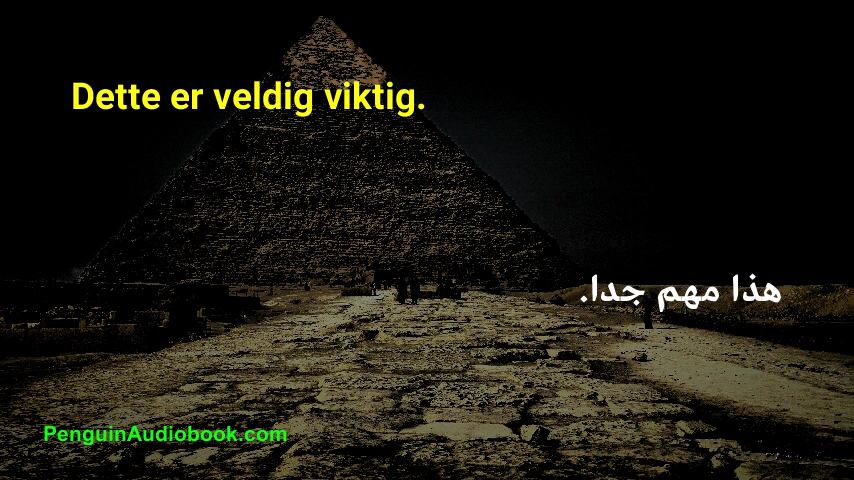 Dette er veldig viktig.
هذا مهم جدا.
PenguinAudiobook.com